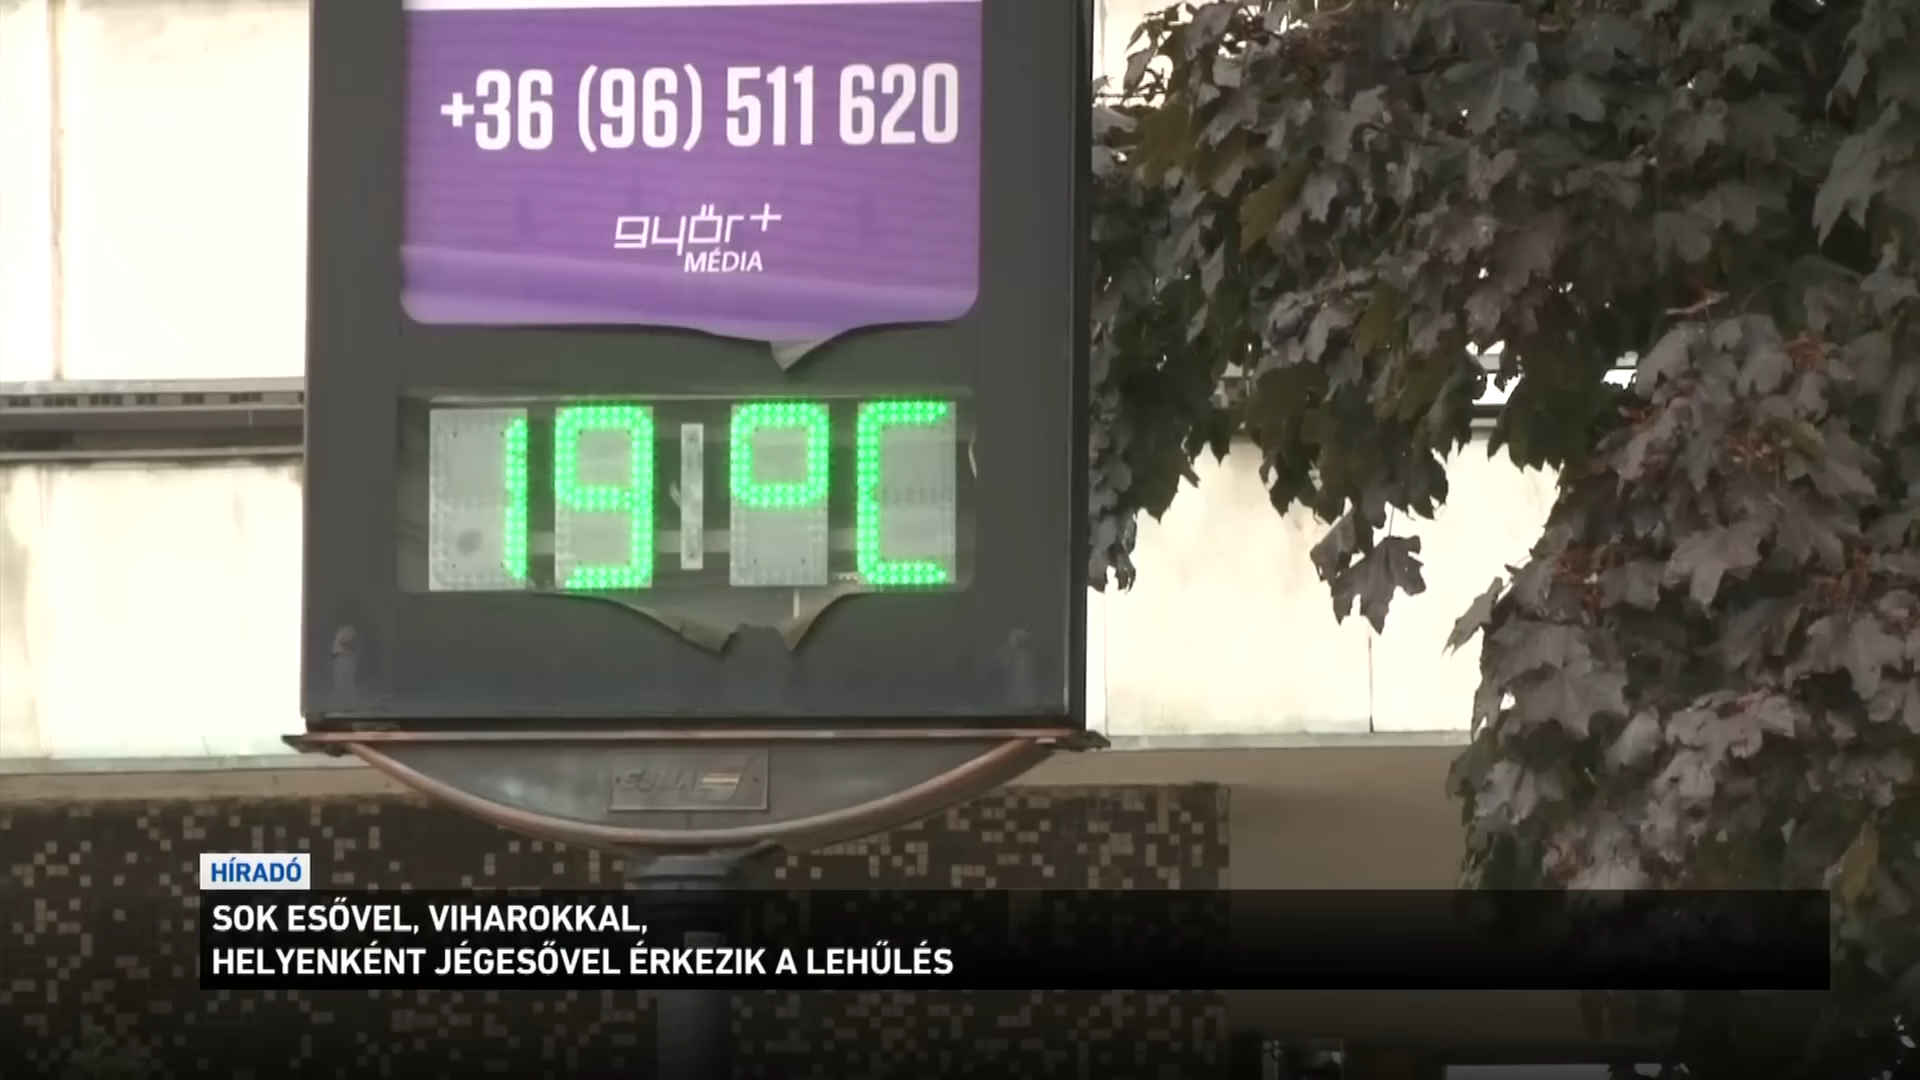 +36 (96) 511 620
győr+
MÉDIA
19°C
HÍRADÓ
SOK ESŐVEL, VIHAROKKAL,
HELYENKÉNT JÉGESŐVEL ÉRKEZIK A LEHŰLÉS